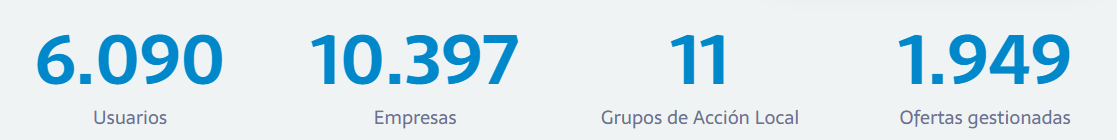 6.090 10.397 11 1.949
Usuarios Empresas Grupos de Acción Local Ofertas gestionadas